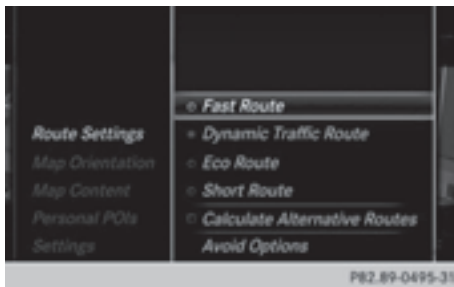 Fast Route
Route Settings
Dynamic Traffic Route
Map Orientation
Eco Route
Map Content
Short Route
Personal POIs
Calculate Alternative Routes
Settings
Avoid Options
P82.89-0495-31